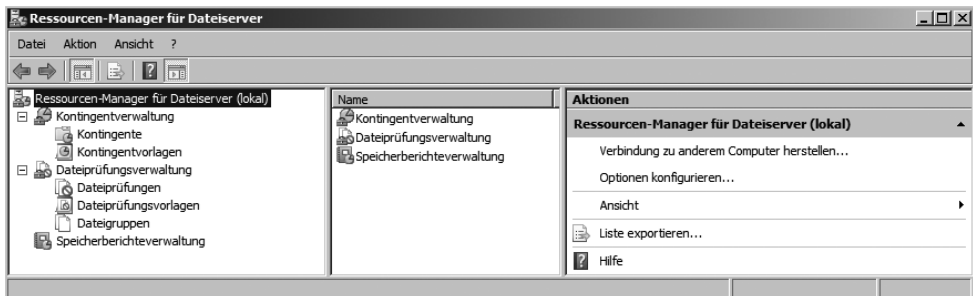 Ressourcen-Manager für Dateiserver
Datei Aktion Ansicht ?
Ressourcen-Manager für Dateiserver (lokal)
Kontingentverwaltung
Kontingente
Kontingentvorlagen
Dateiprüfungsverwaltung
Dateiprüfungen
Dateiprüfungsvorlagen
Dateigruppen
Speicherberichteverwaltung
Name
Kontingentverwaltung
Dateiprüfungsverwaltung
Speicherberichteverwaltung
Aktionen
Ressourcen-Manager für Dateiserver (lokal)
Verbindung zu anderem Computer herstellen...
Optionen konfigurieren...
Ansicht
Liste exportieren...
Hilfe